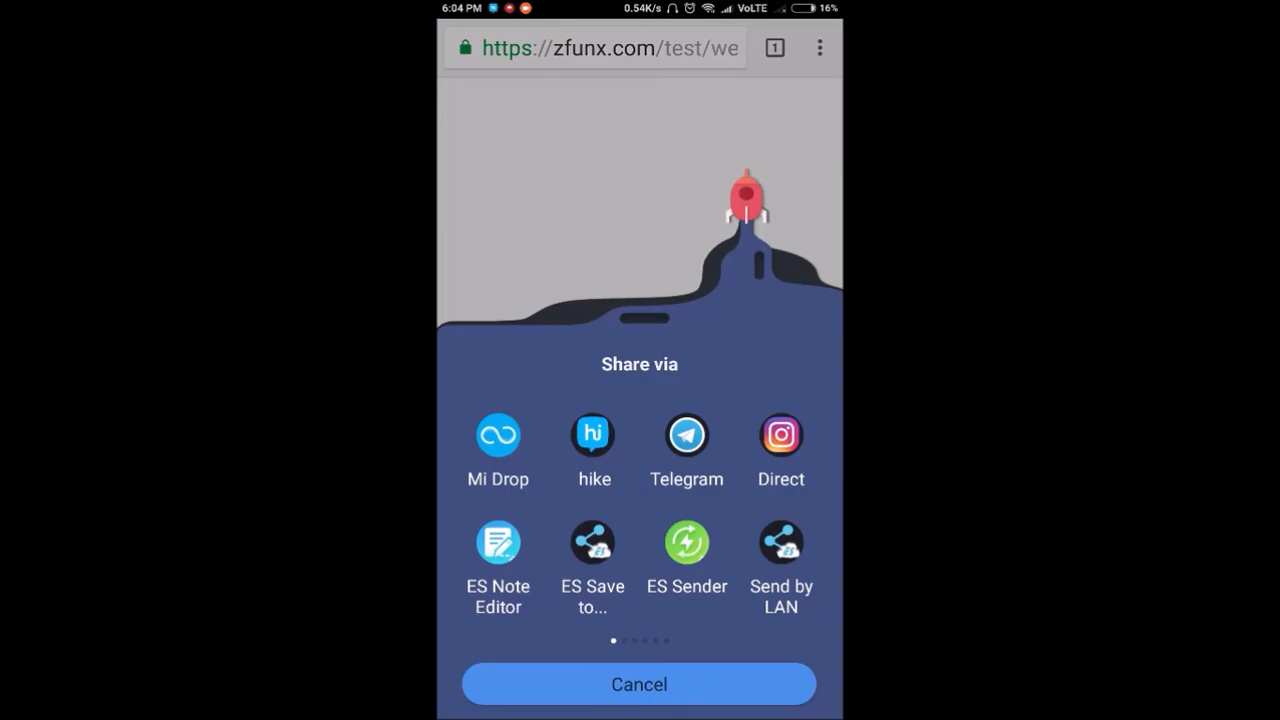 6:04 PM 0.54K/s VoLTE 16%
https://zfunx.com/test/we 1
Share via
Mi Drop hike Telegram Direct
ES Note ES Save ES Sender Send by
Editor to... LAN
Cancel